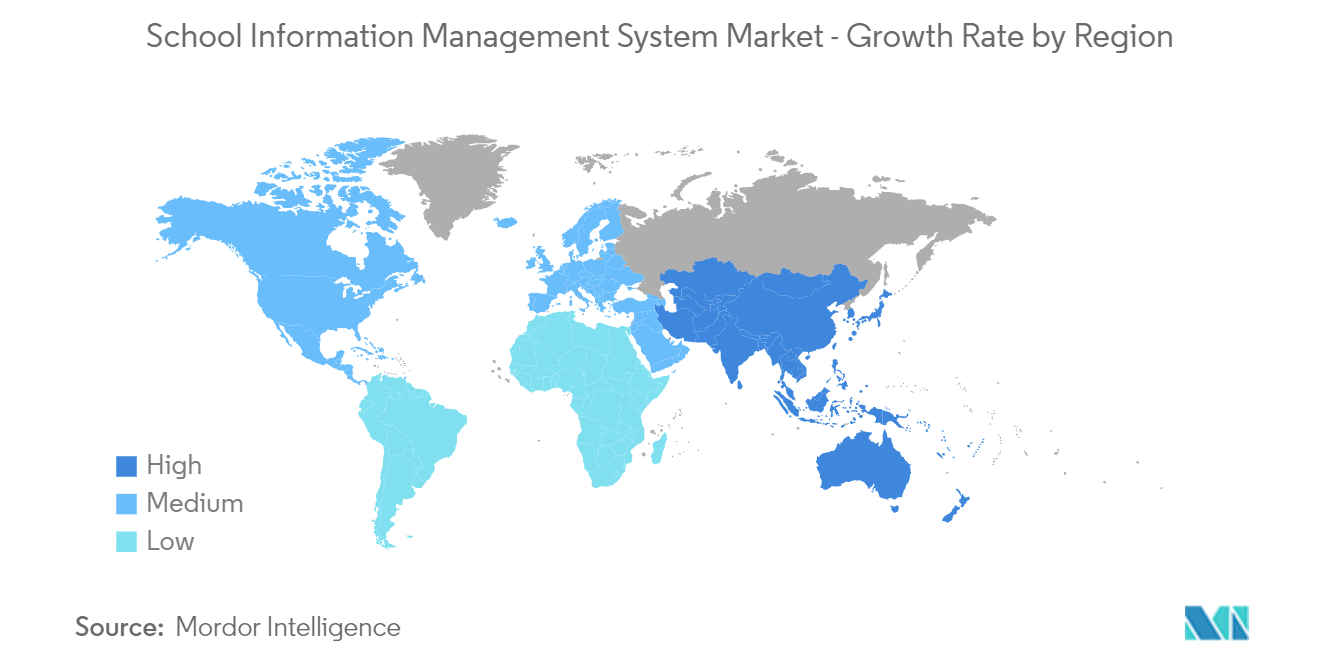 School Information Management System Market - Growth Rate by Region
High
Medium
Low
Source: Mordor Intelligence